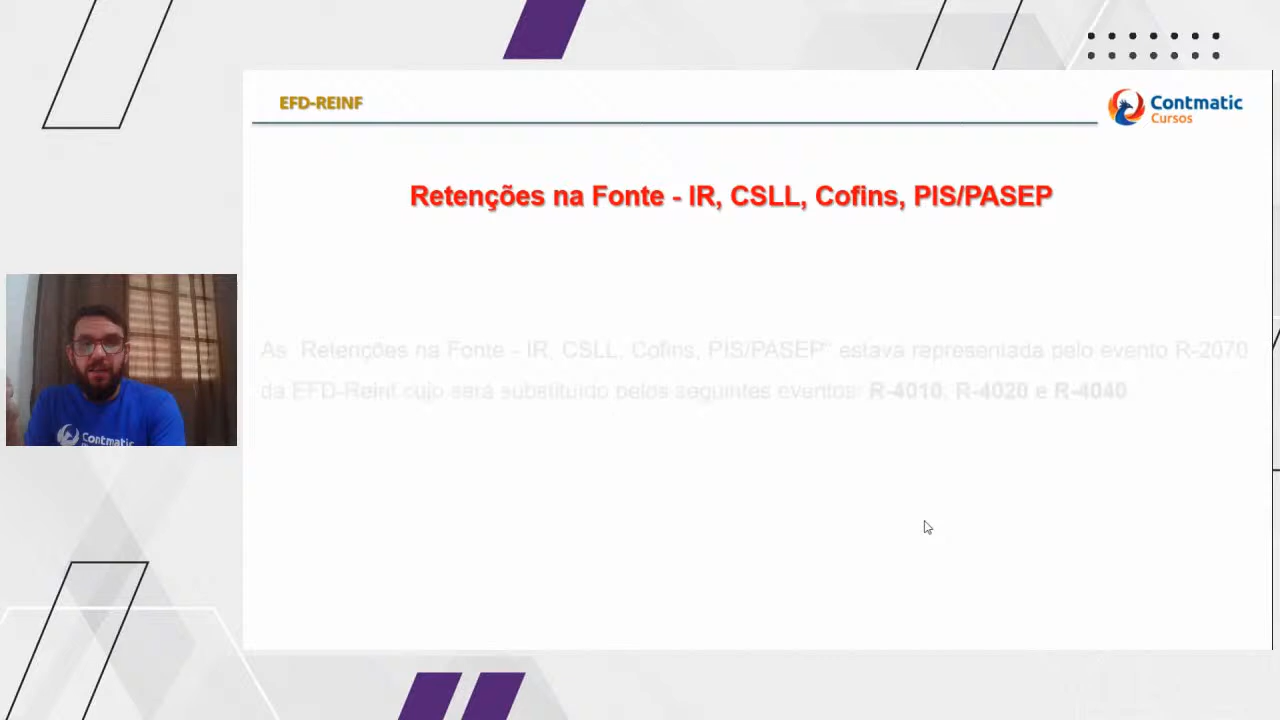 EFD-REINF
Contmatic
Cursos
Retenções na Fonte - IR, CSLL, Cofins, PIS/PASEP
As Retenções na Fonte - IR, CSLL, Cofins, PIS/PASEP" estava representada pelo evento R-2070
da EFD-Reinf cujo será substituído pelos seguintes eventos: R-4010, R-4020 e R-4040
Contmatic